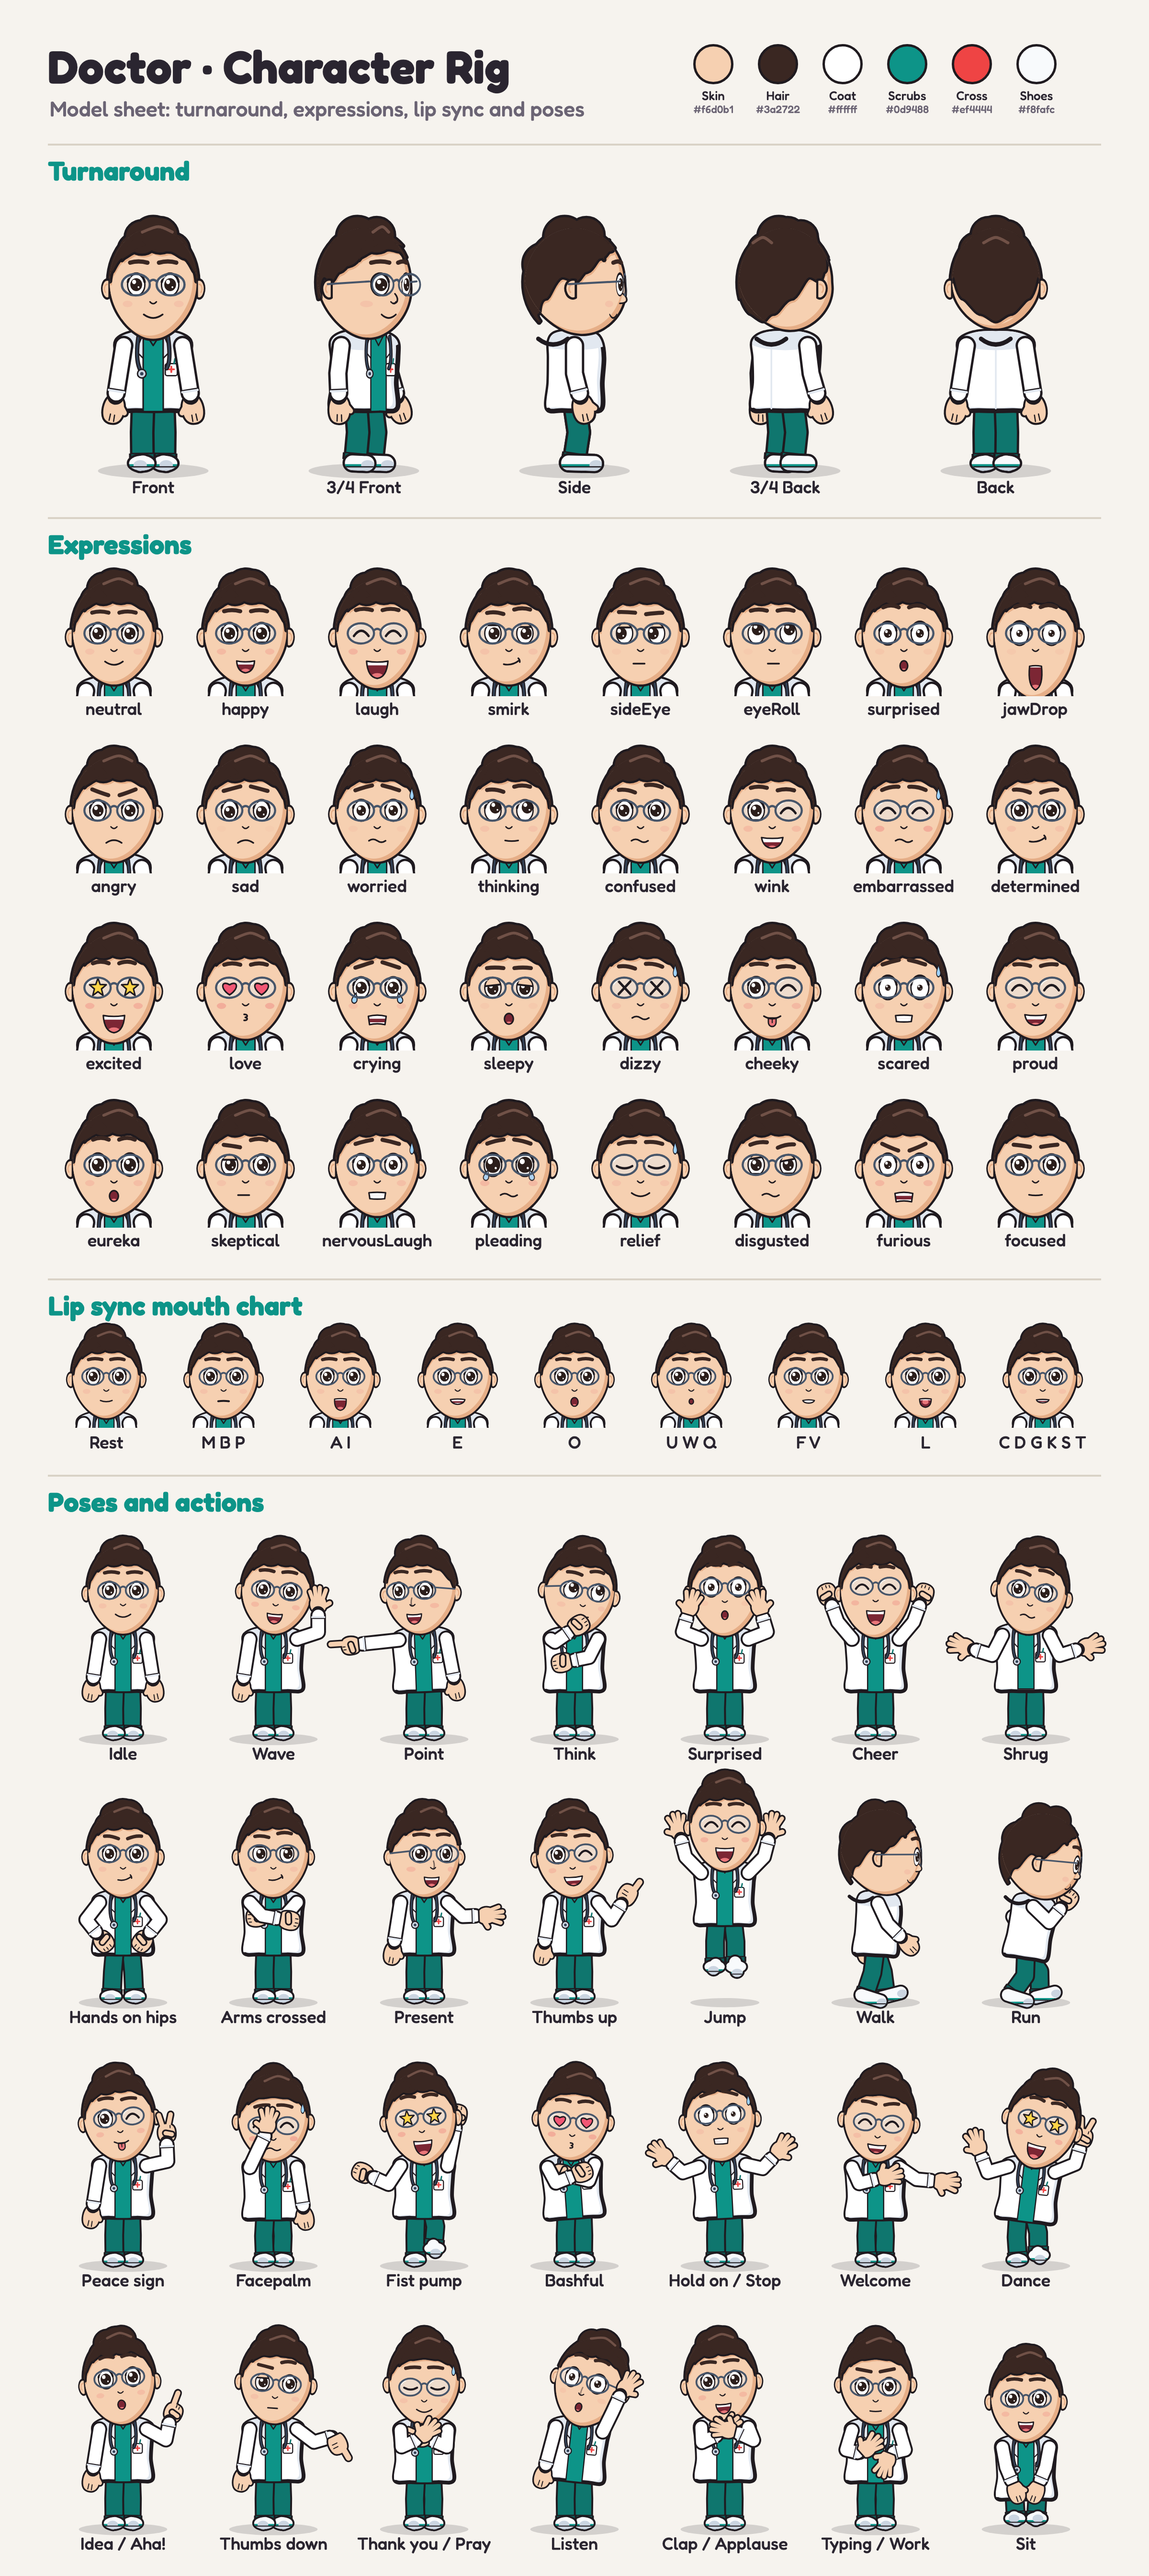 Doctor · Character Rig
Model sheet: turnaround, expressions, lip sync and poses
Skin Hair Coat Scrubs Cross Shoes
#f6d0b1 #3a2722 #ffffff #0d9488 #ef4444 #f8fafc
Turnaround
Front 3/4 Front Side 3/4 Back Back
Expressions
neutral happy laugh smirk sideEye eyeRoll surprised jawDrop
angry sad worried thinking confused wink embarrassed determined
excited love crying sleepy dizzy cheeky scared proud
eureka skeptical nervousLaugh pleading relief disgusted furious focused
Lip sync mouth chart
Rest M B P A I E O U W Q F V L C D G K S T
Poses and actions
Idle Wave Point Think Surprised Cheer Shrug
Hands on hips Arms crossed Present Thumbs up Jump Walk Run
Peace sign Facepalm Fist pump Bashful Hold on / Stop Welcome Dance
Idea / Aha! Thumbs down Thank you / Pray Listen Clap / Applause Typing / Work Sit